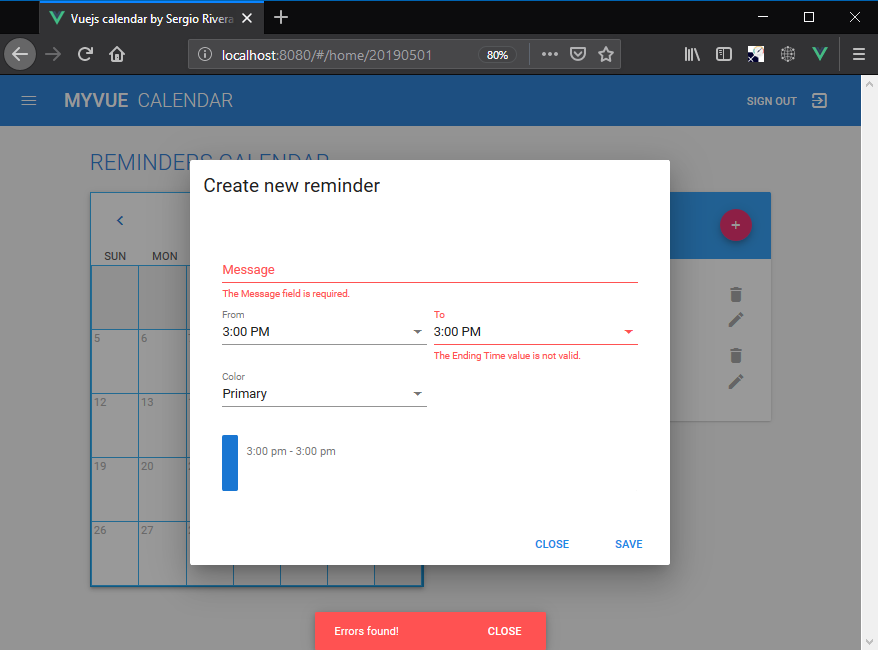 Vuejs calendar by Sergio Rivera
localhost:8080/#/home/20190501
80%
MYVUE CALENDAR
SIGN OUT
REMINDERS CALENDAR
SUN MON
5 6
12 13
19 20
26 27
Create new reminder
Message
The Message field is required.
From To
3:00 PM 3:00 PM
The Ending Time value is not valid.
Color
Primary
3:00 pm - 3:00 pm
CLOSE SAVE
Errors found! CLOSE